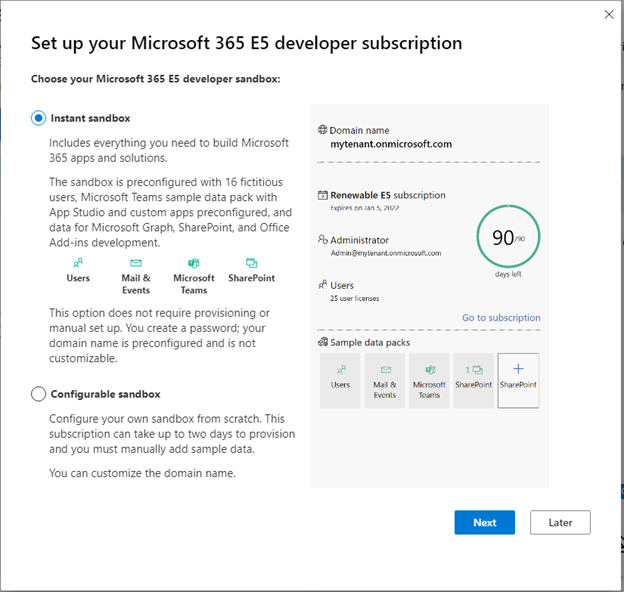 Set up your Microsoft 365 E5 developer subscription
Choose your Microsoft 365 E5 developer sandbox:
Instant sandbox
Includes everything you need to build Microsoft
365 apps and solutions.
The sandbox is preconfigured with 16 fictitious
users, Microsoft Teams sample data pack with
App Studio and custom apps preconfigured, and
data for Microsoft Graph, SharePoint, and Office
Add-ins development.
Users
Mail &
Events
Microsoft
Teams
SharePoint
This option does not require provisioning or
manual set up. You create a password; your
domain name is preconfigured and is not
customizable.
Configurable sandbox
Configure your own sandbox from scratch. This
subscription can take up to two days to provision
and you must manually add sample data.
You can customize the domain name.
Domain name
mytenant.onmicrosoft.com
Renewable E5 subscription
Expires on Jan 5, 2022
90/90
days left
Administrator
Admin@mytenant.onmicrosoft.com
Users
25 user licenses
Go to subscription
Sample data packs
Users
Mail &
Events
Microsoft
Teams
1
SharePoint
SharePoint
Next
Later